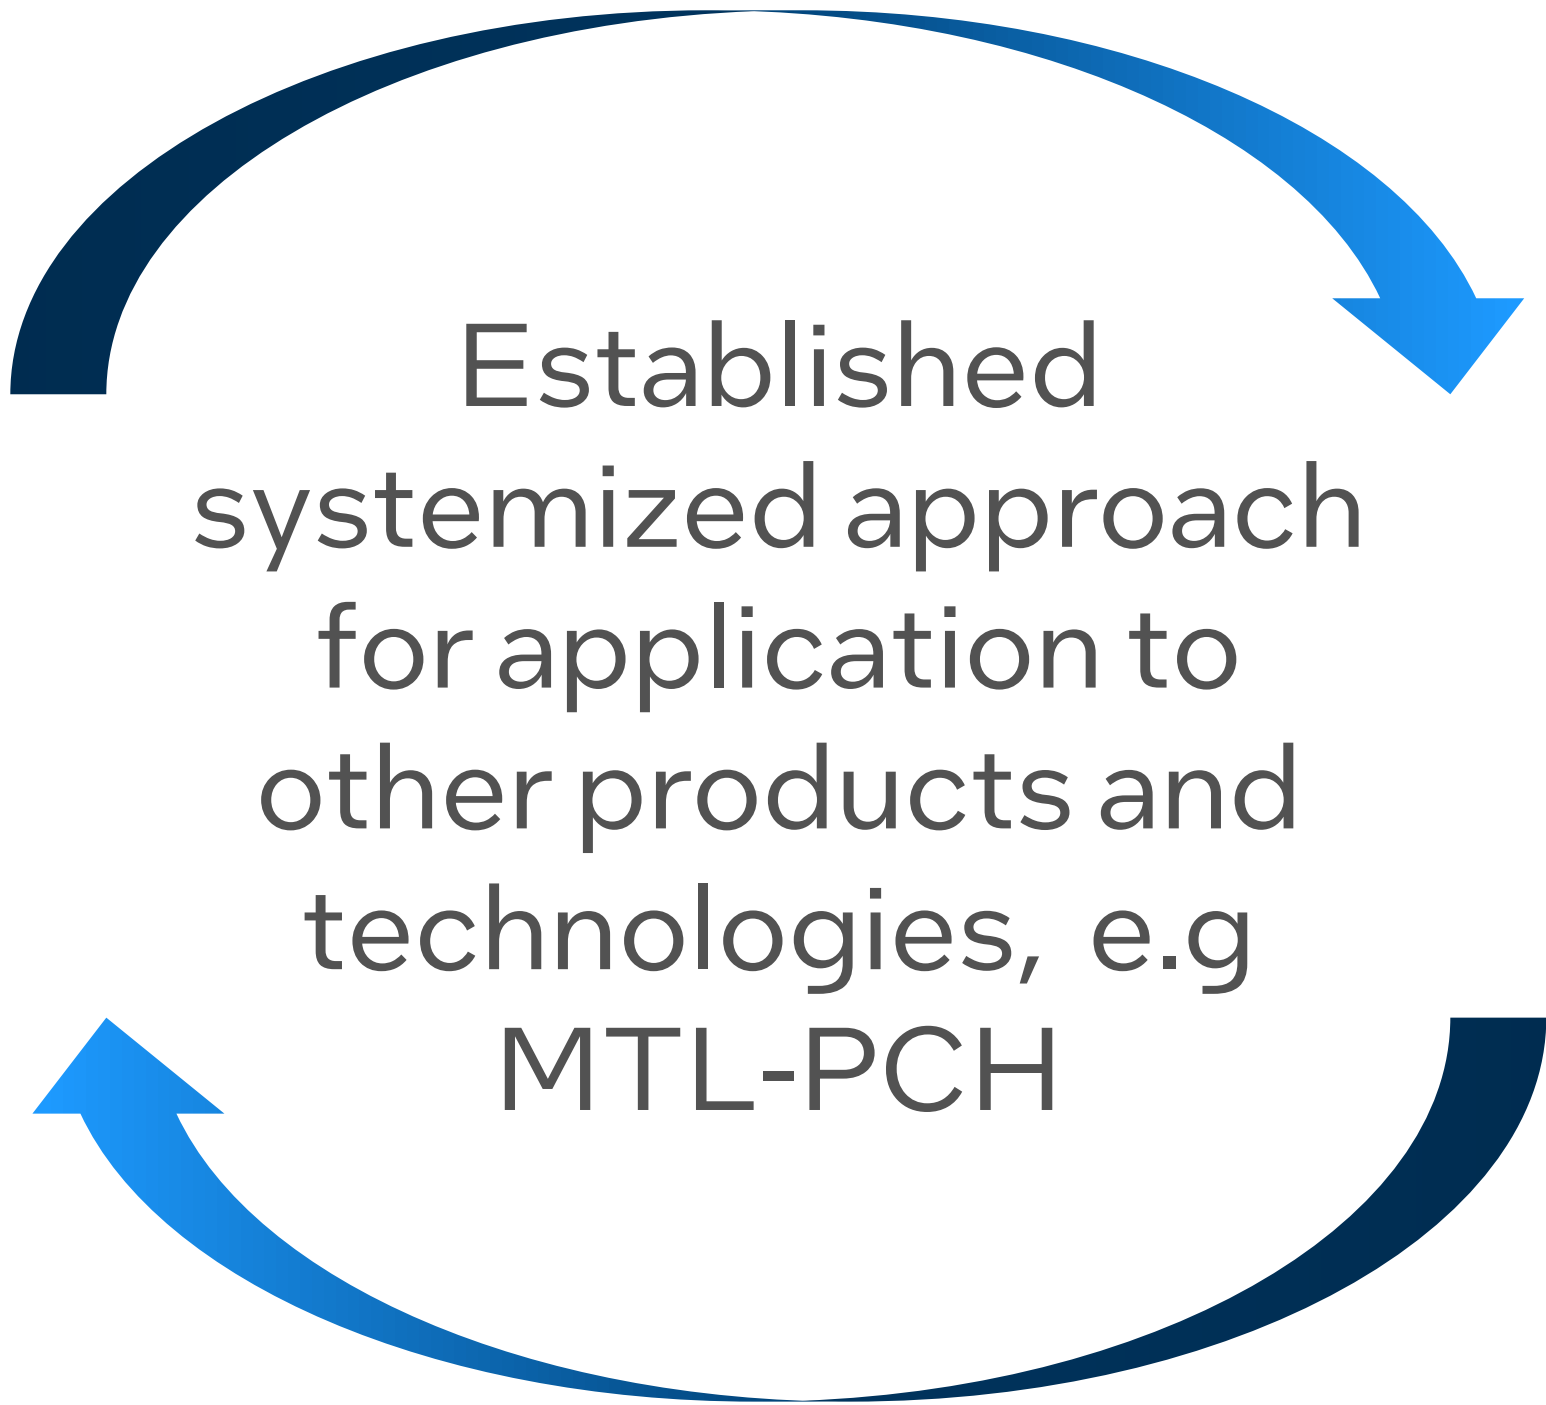 Established
systemized approach
for application to
other products and
technologies, e.g
MTL-PCH